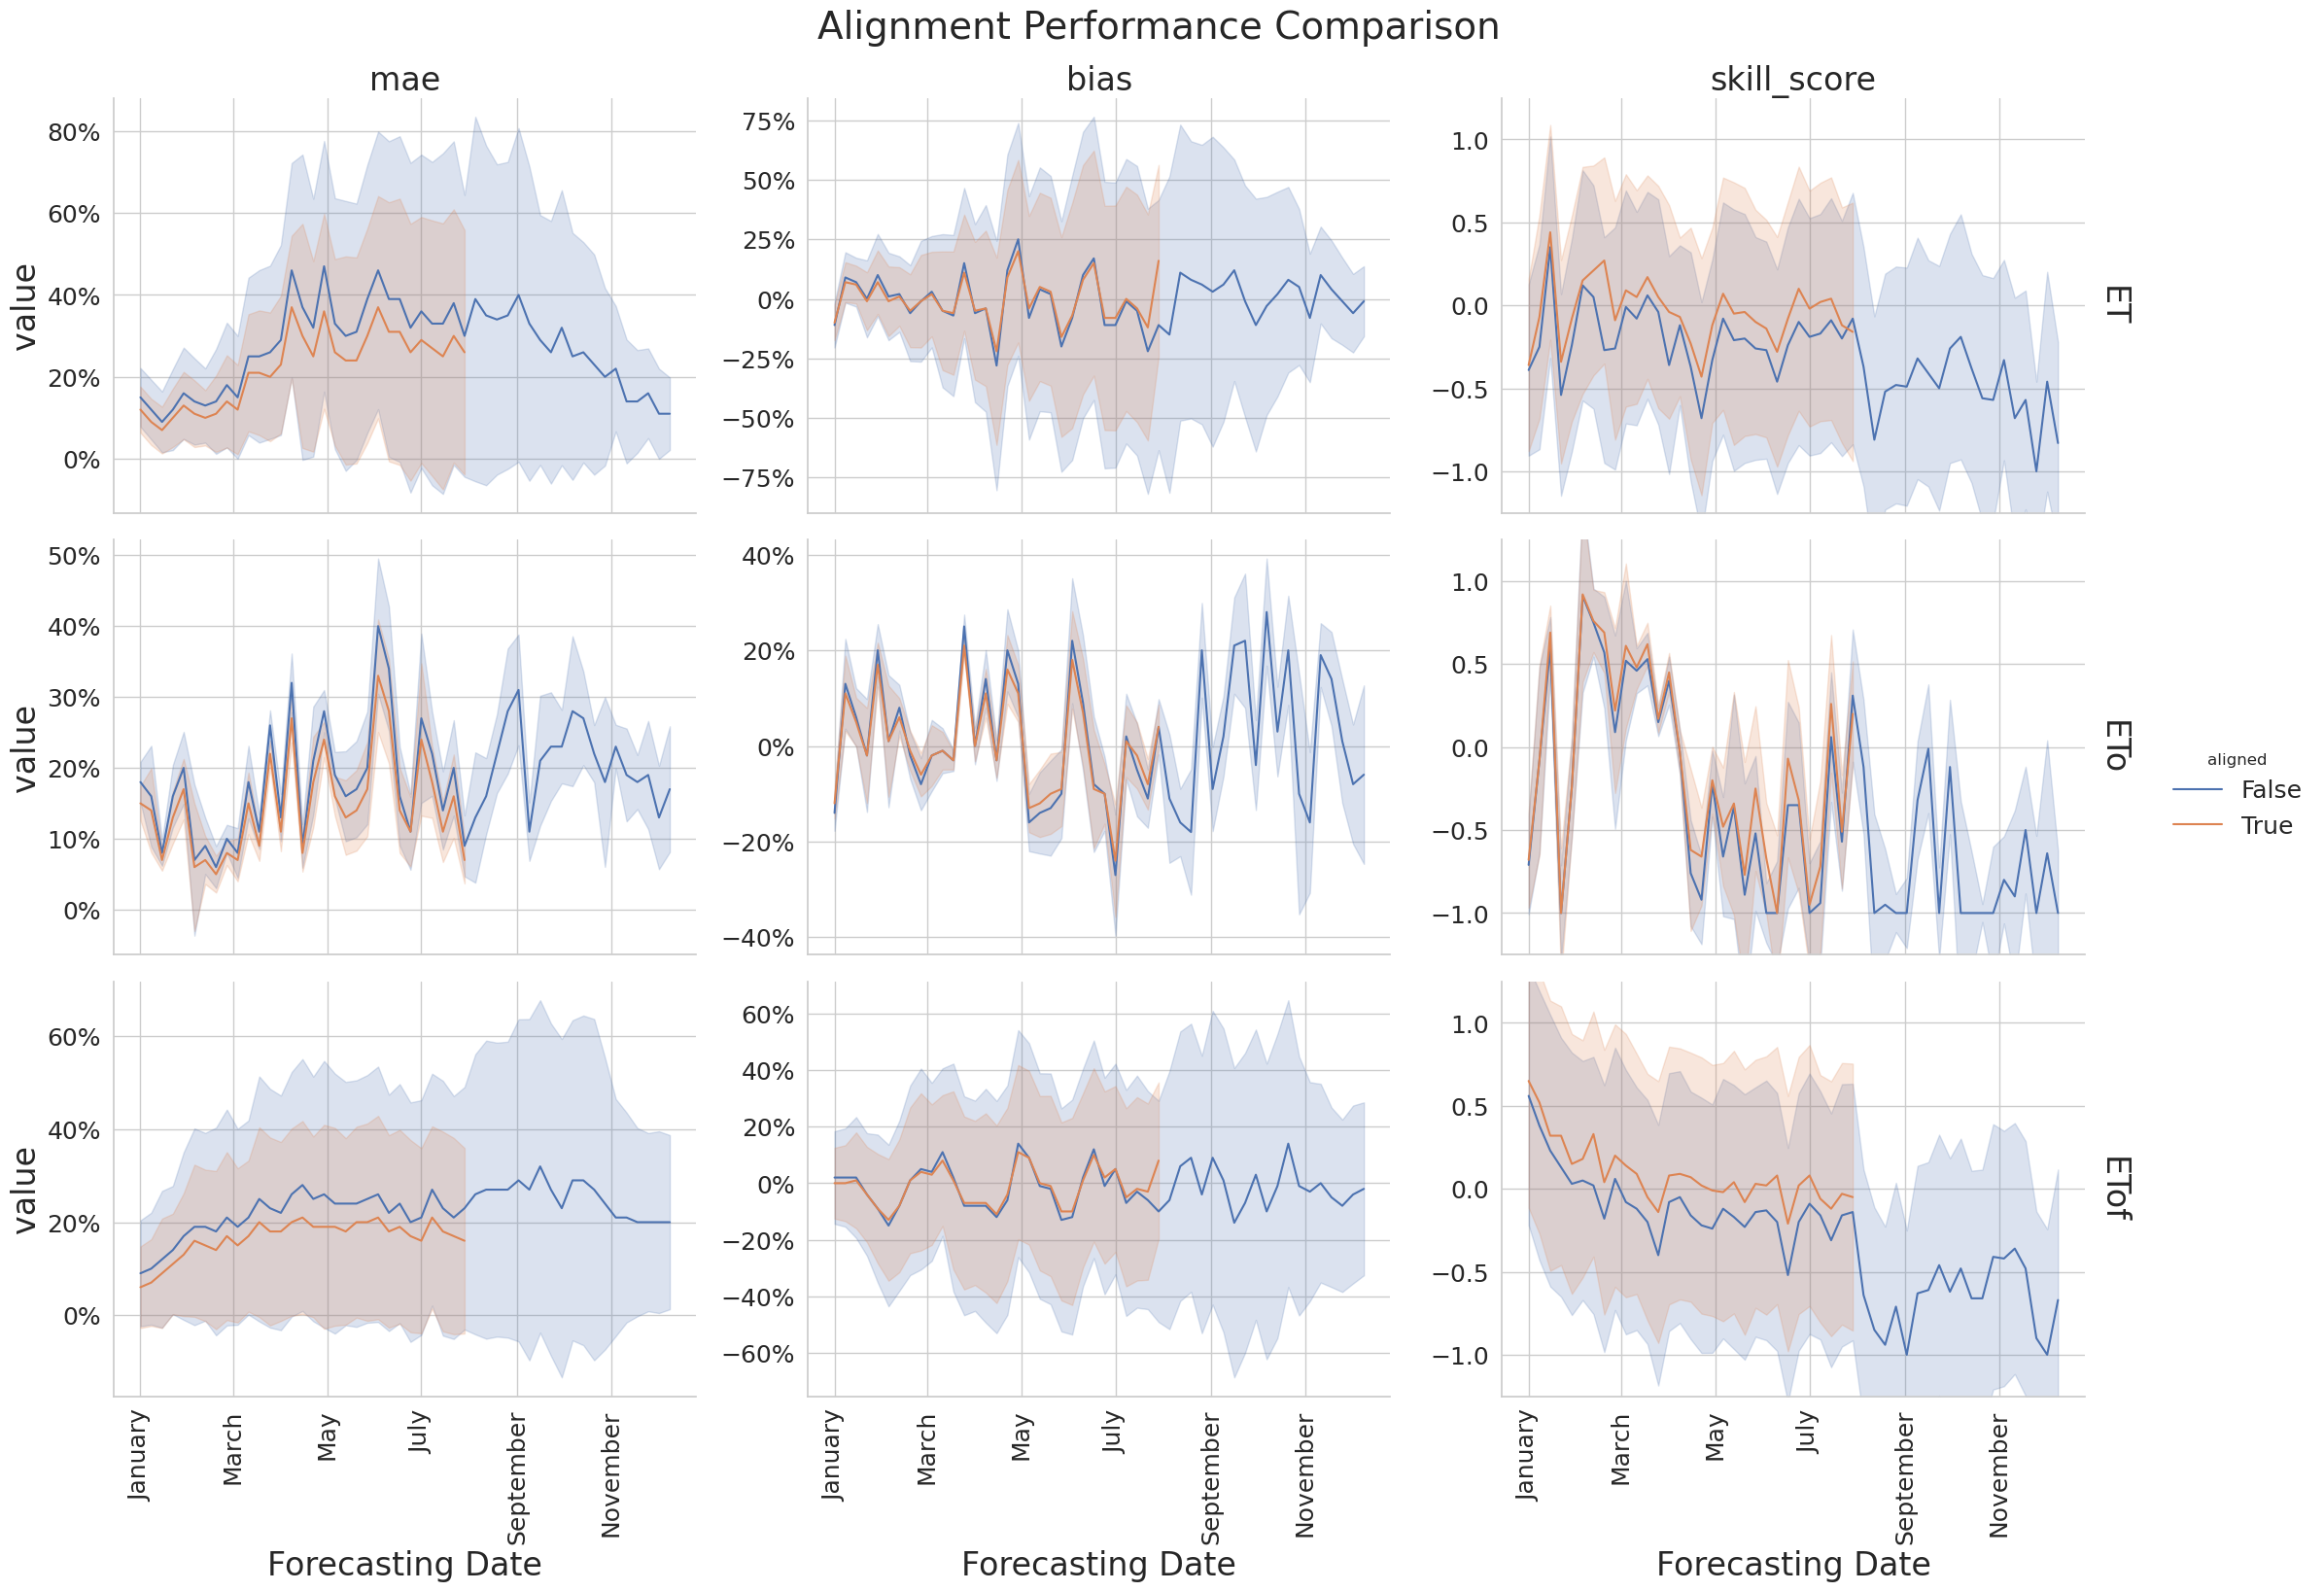 Alignment Performance Comparison
mae
bias
skill_score
value
80%
60%
40%
20%
0%
75%
50%
25%
0%
−25%
−50%
−75%
1.0
0.5
0.0
−0.5
−1.0
ET
value
50%
40%
30%
20%
10%
0%
40%
20%
0%
−20%
−40%
1.0
0.5
0.0
−0.5
−1.0
ETo
aligned
False
True
value
60%
40%
20%
0%
60%
40%
20%
0%
−20%
−40%
−60%
1.0
0.5
0.0
−0.5
−1.0
ETof
January
March
May
July
September
November
January
March
May
July
September
November
January
March
May
July
September
November
Forecasting Date
Forecasting Date
Forecasting Date